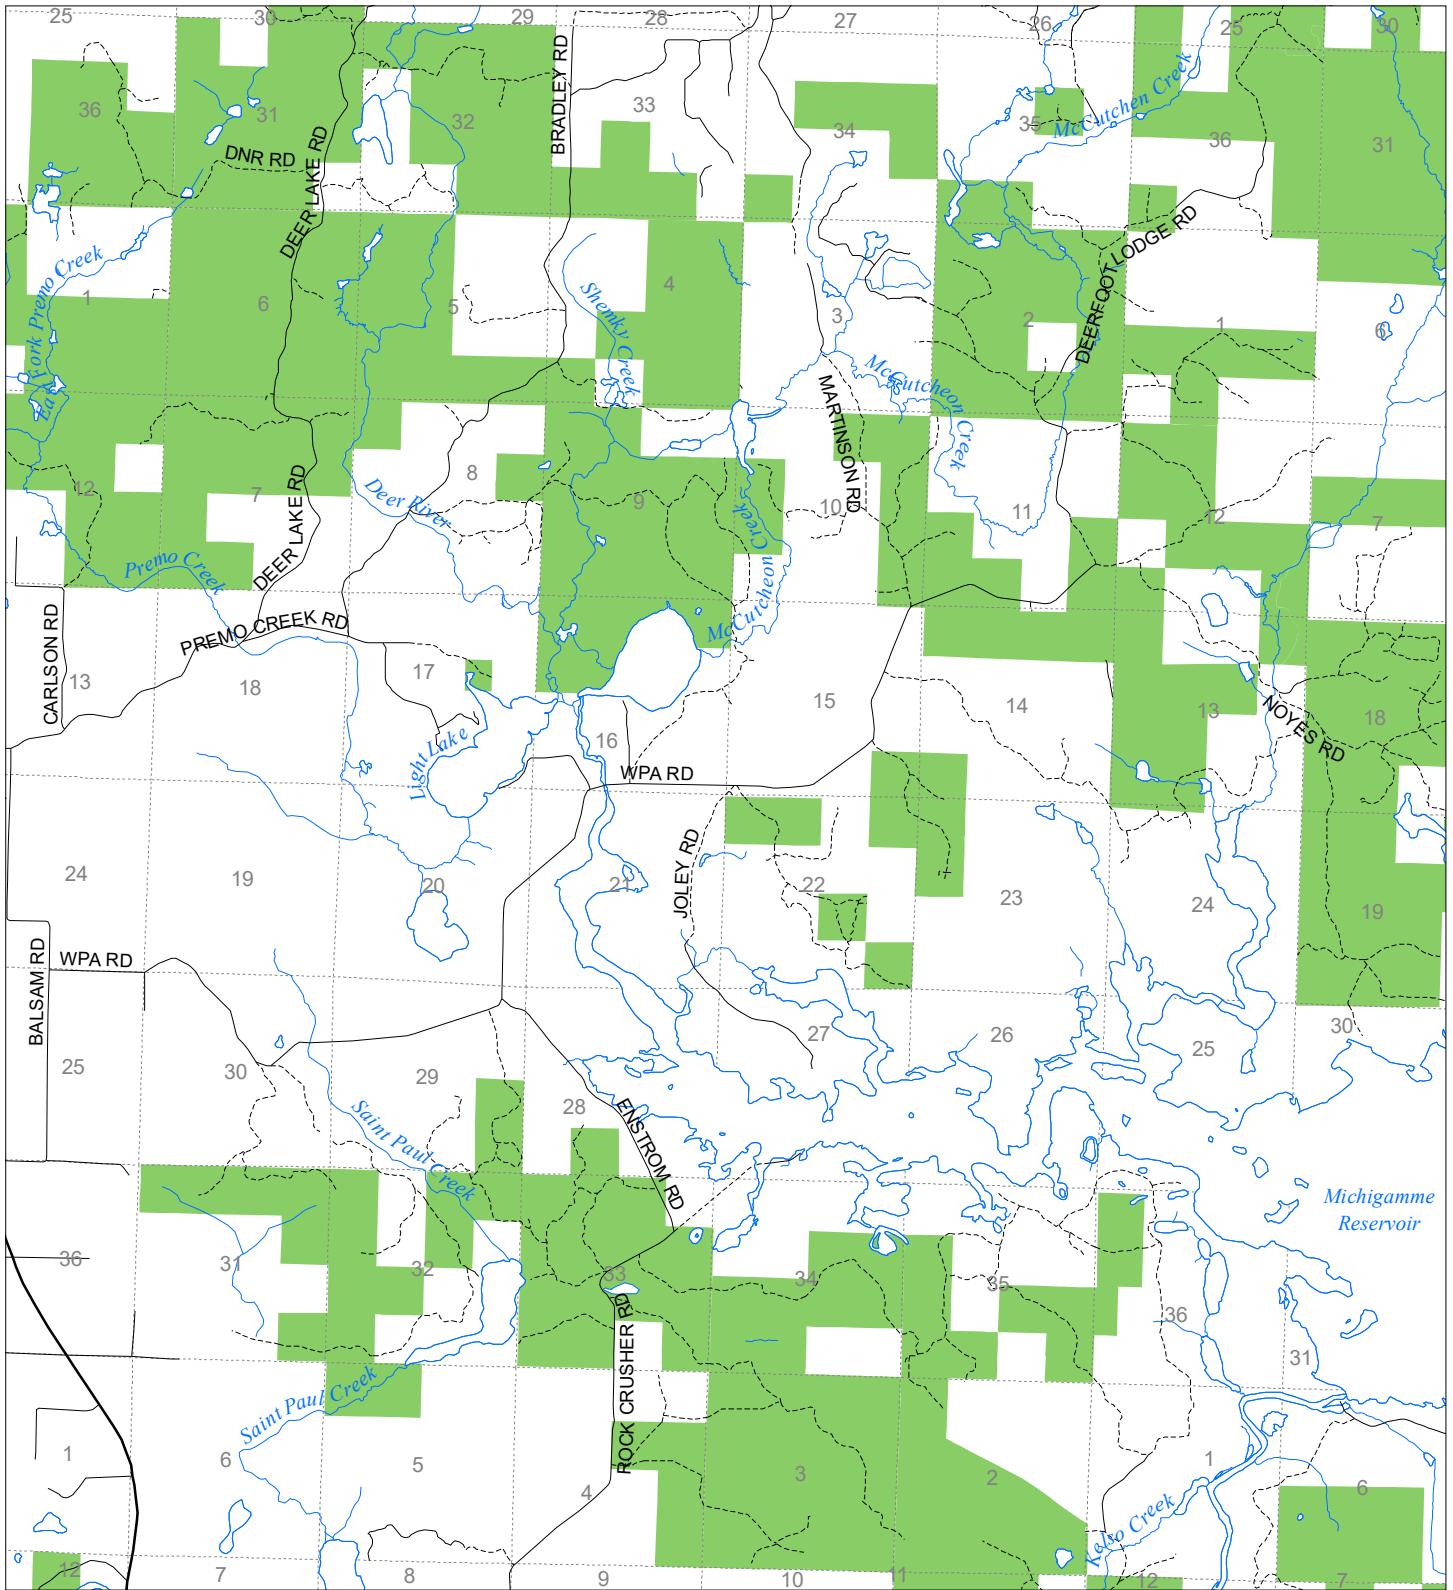 25
30
29
28
27
26
25
30
36
31
32
33
34
35
36
31
BRADLEY RD
McCutchen Creek
DNR RD
DEER LAKE RD
DEERFOOT LODGE RD
East Fork Premo Creek
1
6
5
4
3
2
1
6
Shemky Creek
McCutcheon Creek
MARTINSON RD
12
7
8
9
10
11
12
7
DEER LAKE RD
Deer River
McCutcheon Creek
Premo Creek
CARLSON RD
PREMO CREEK RD
13
18
17
16
15
14
13
18
NOYES RD
Light Lake
WPA RD
JOLEY RD
24
19
20
21
22
23
24
19
BALSAM RD
WPA RD
25
30
29
28
27
26
25
30
Saint Paul Creek
ENSTROM RD
Michigamme
Reservoir
36
31
32
33
34
35
36
31
ROCK CRUSHER RD
Saint Paul Creek
1
6
5
4
3
2
1
6
Kelso Creek
12
7
8
9
10
11
12
7